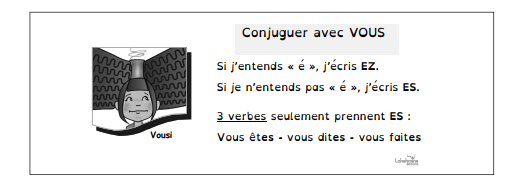 Conjuguer avec VOUS
Si j'entends « é », j'écris EZ.
Si je n'entends pas « é », j'écris ES.
3 verbes seulement prennent ES :
Vous êtes - vous dites - vous faites
Vousi